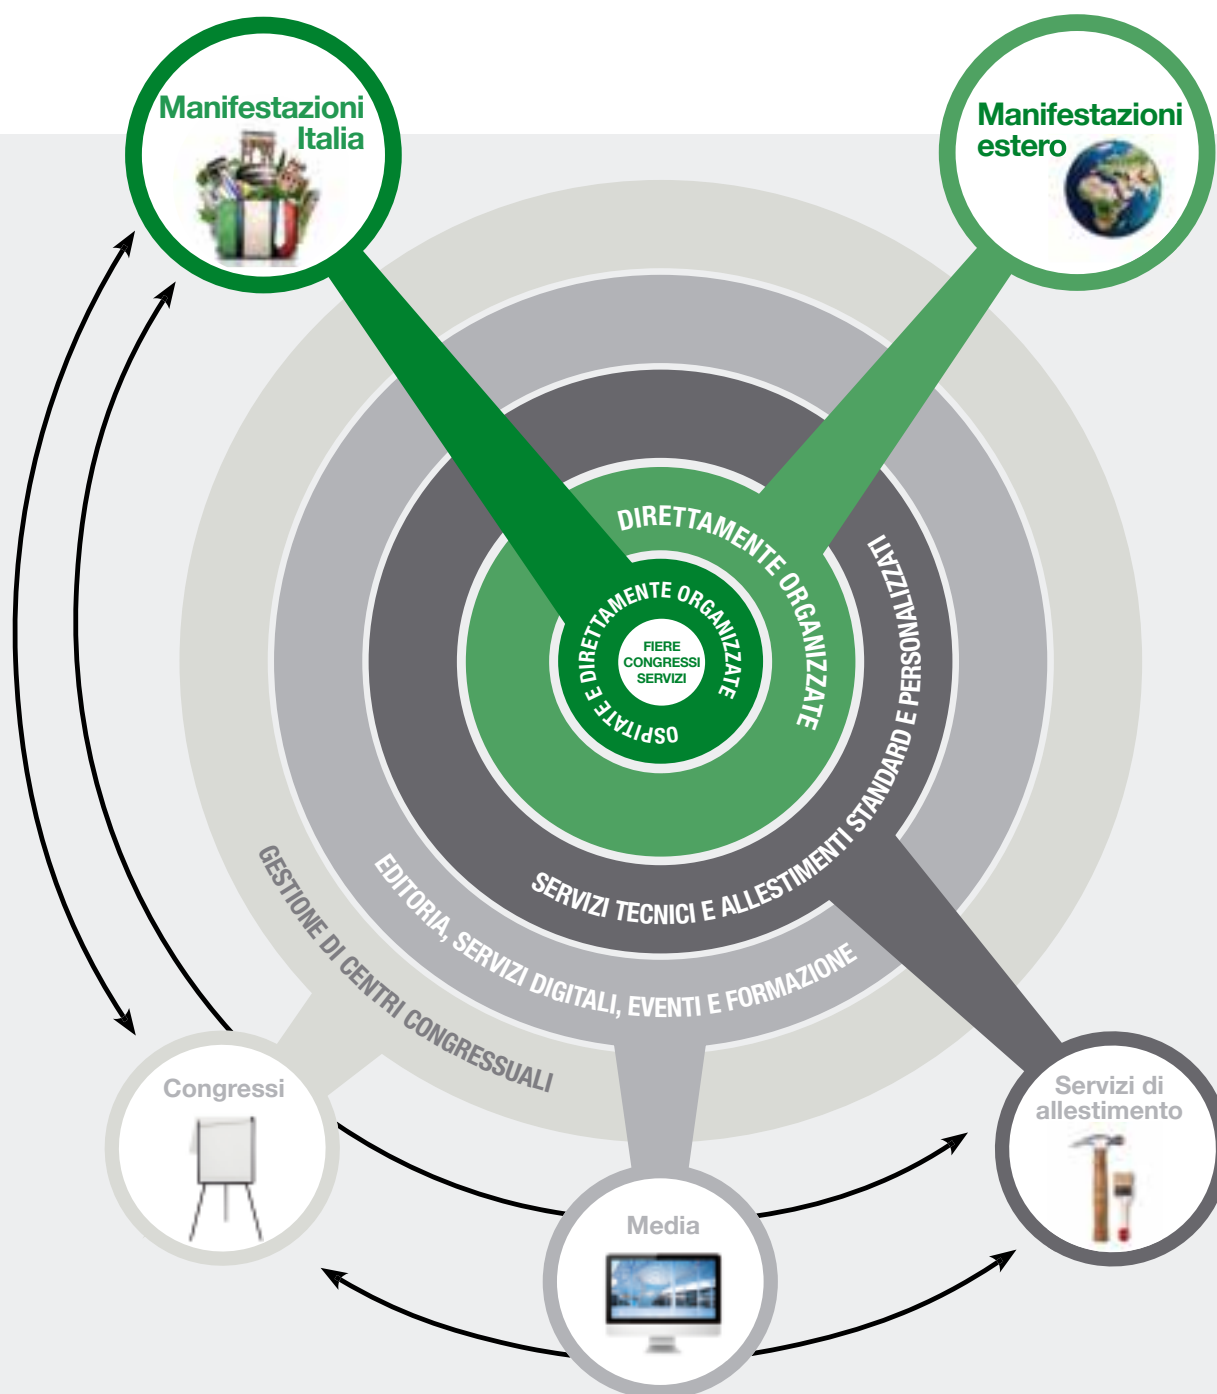 Manifestazioni
Italia
Manifestazioni
estero
DIRETTAMENTE ORGANIZZATE
OSPITATE E DIRETTAMENTE ORGANIZZATE
FIERE
CONGRESSI
SERVIZI
SERVIZI TECNICI E ALLESTIMENTI STANDARD E PERSONALIZZATI
EDITORIA, SERVIZI DIGITALI, EVENTI E FORMAZIONE
GESTIONE DI CENTRI CONGRESSUALI
Congressi
Media
Servizi di
allestimento